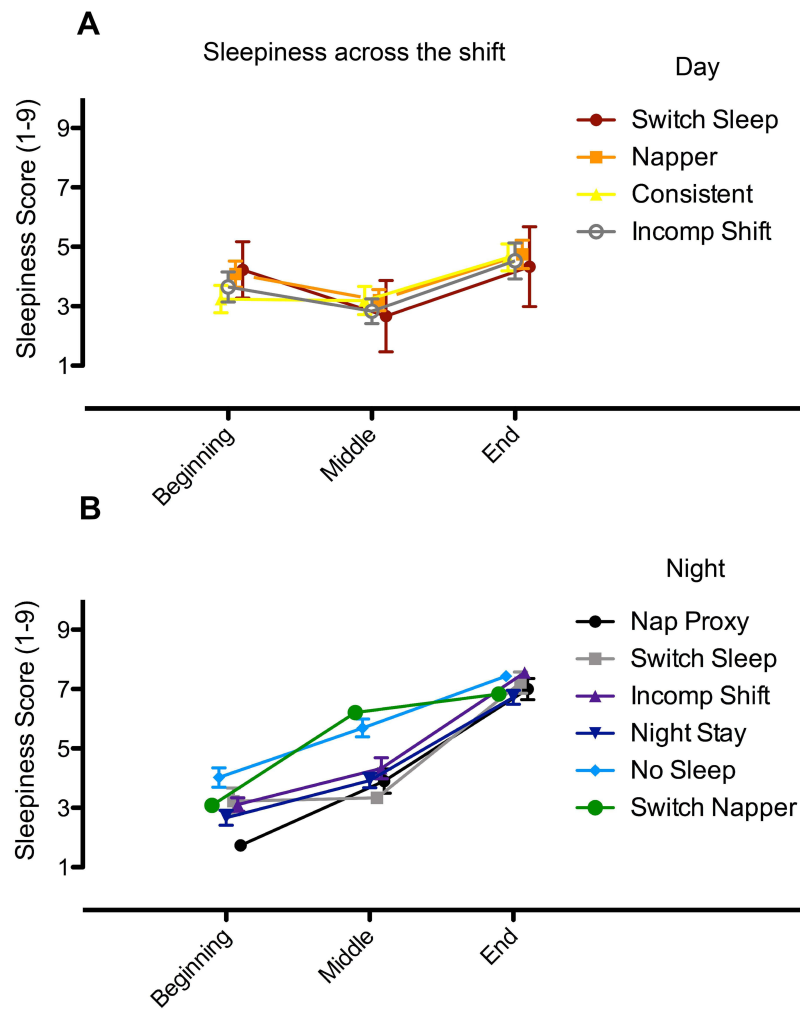 A
Sleepiness across the shift
Day
Switch Sleep
Napper
Consistent
Incomp Shift
Sleepiness Score (1-9)
9
7
5
3
1
Beginning
Middle
End
B
Night
Nap Proxy
Switch Sleep
Incomp Shift
Night Stay
No Sleep
Switch Napper
Sleepiness Score (1-9)
9
7
5
3
1
Beginning
Middle
End